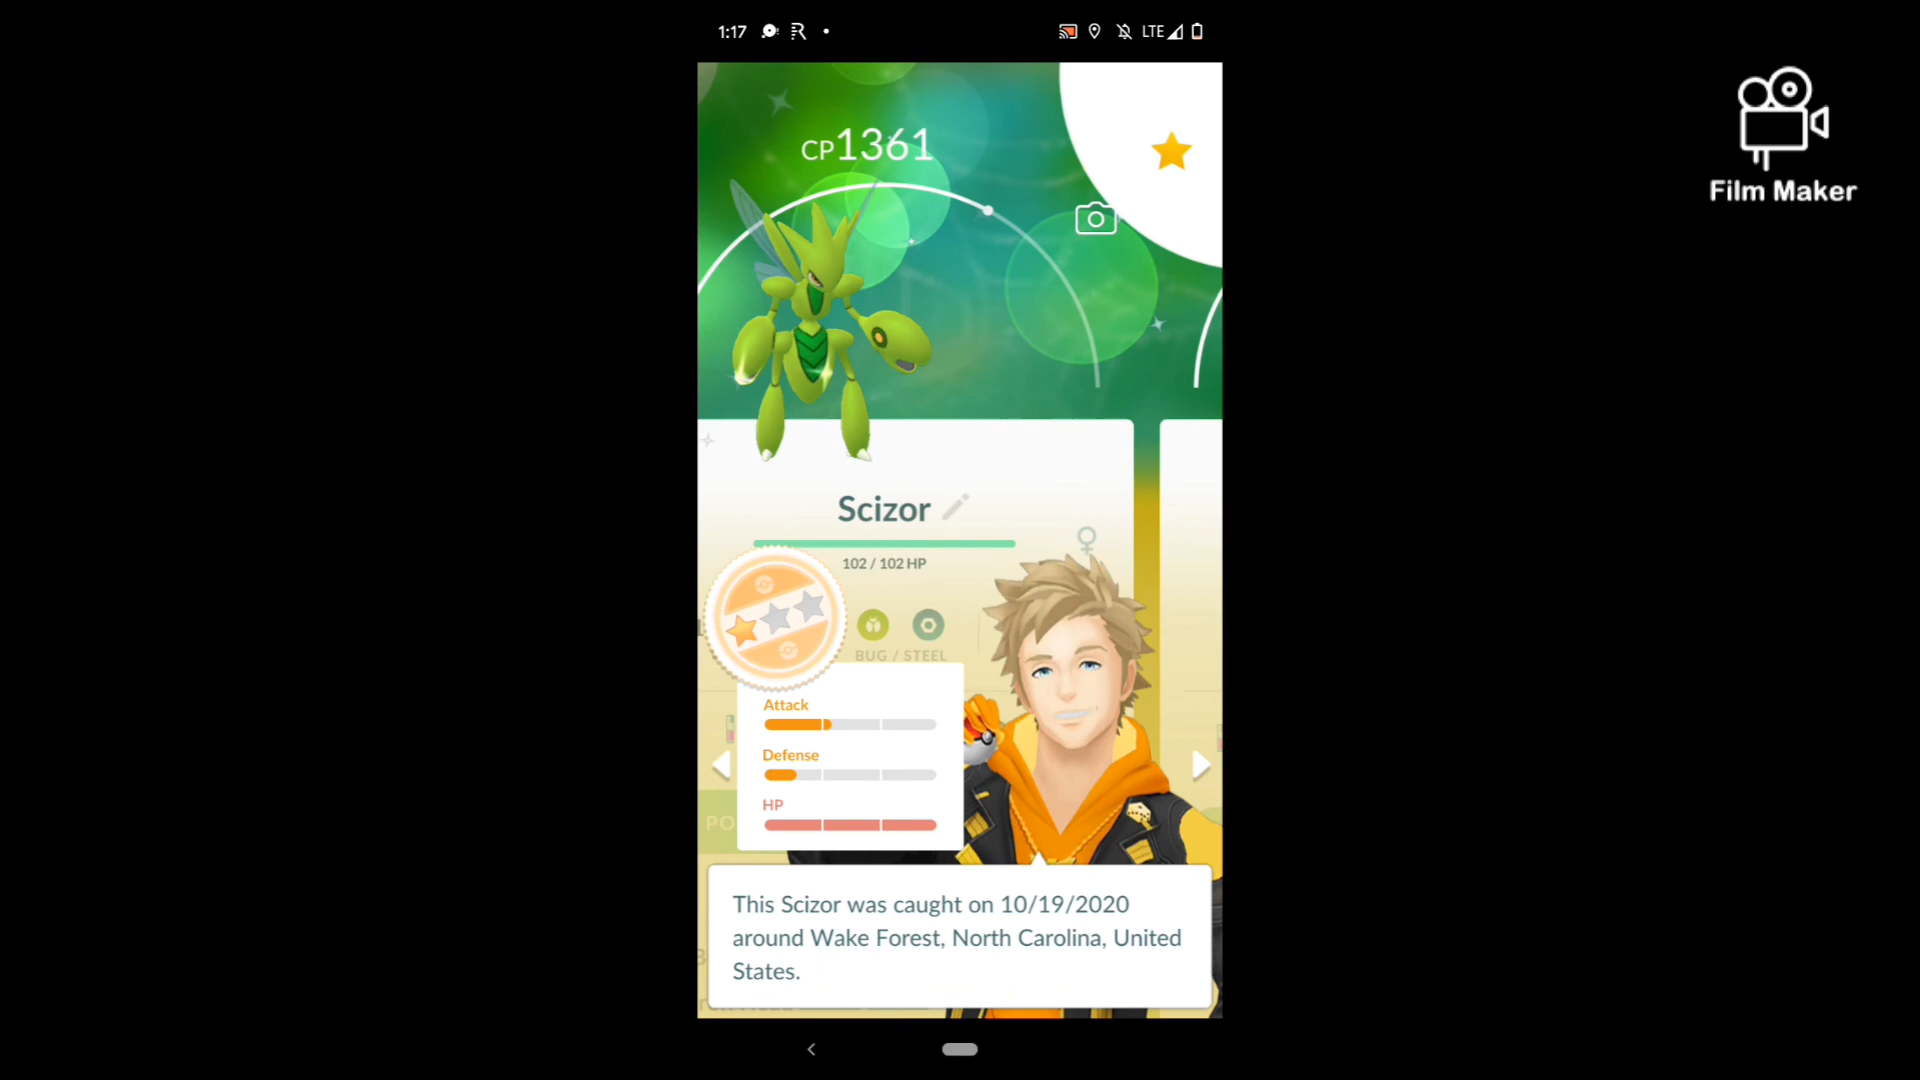 1:17
LTE
Film Maker
CP1361
Scizor
102 / 102 HP
BUG / STEEL
Attack
Defense
HP
PO
This Scizor was caught on 10/19/2020
around Wake Forest, North Carolina, United
States.